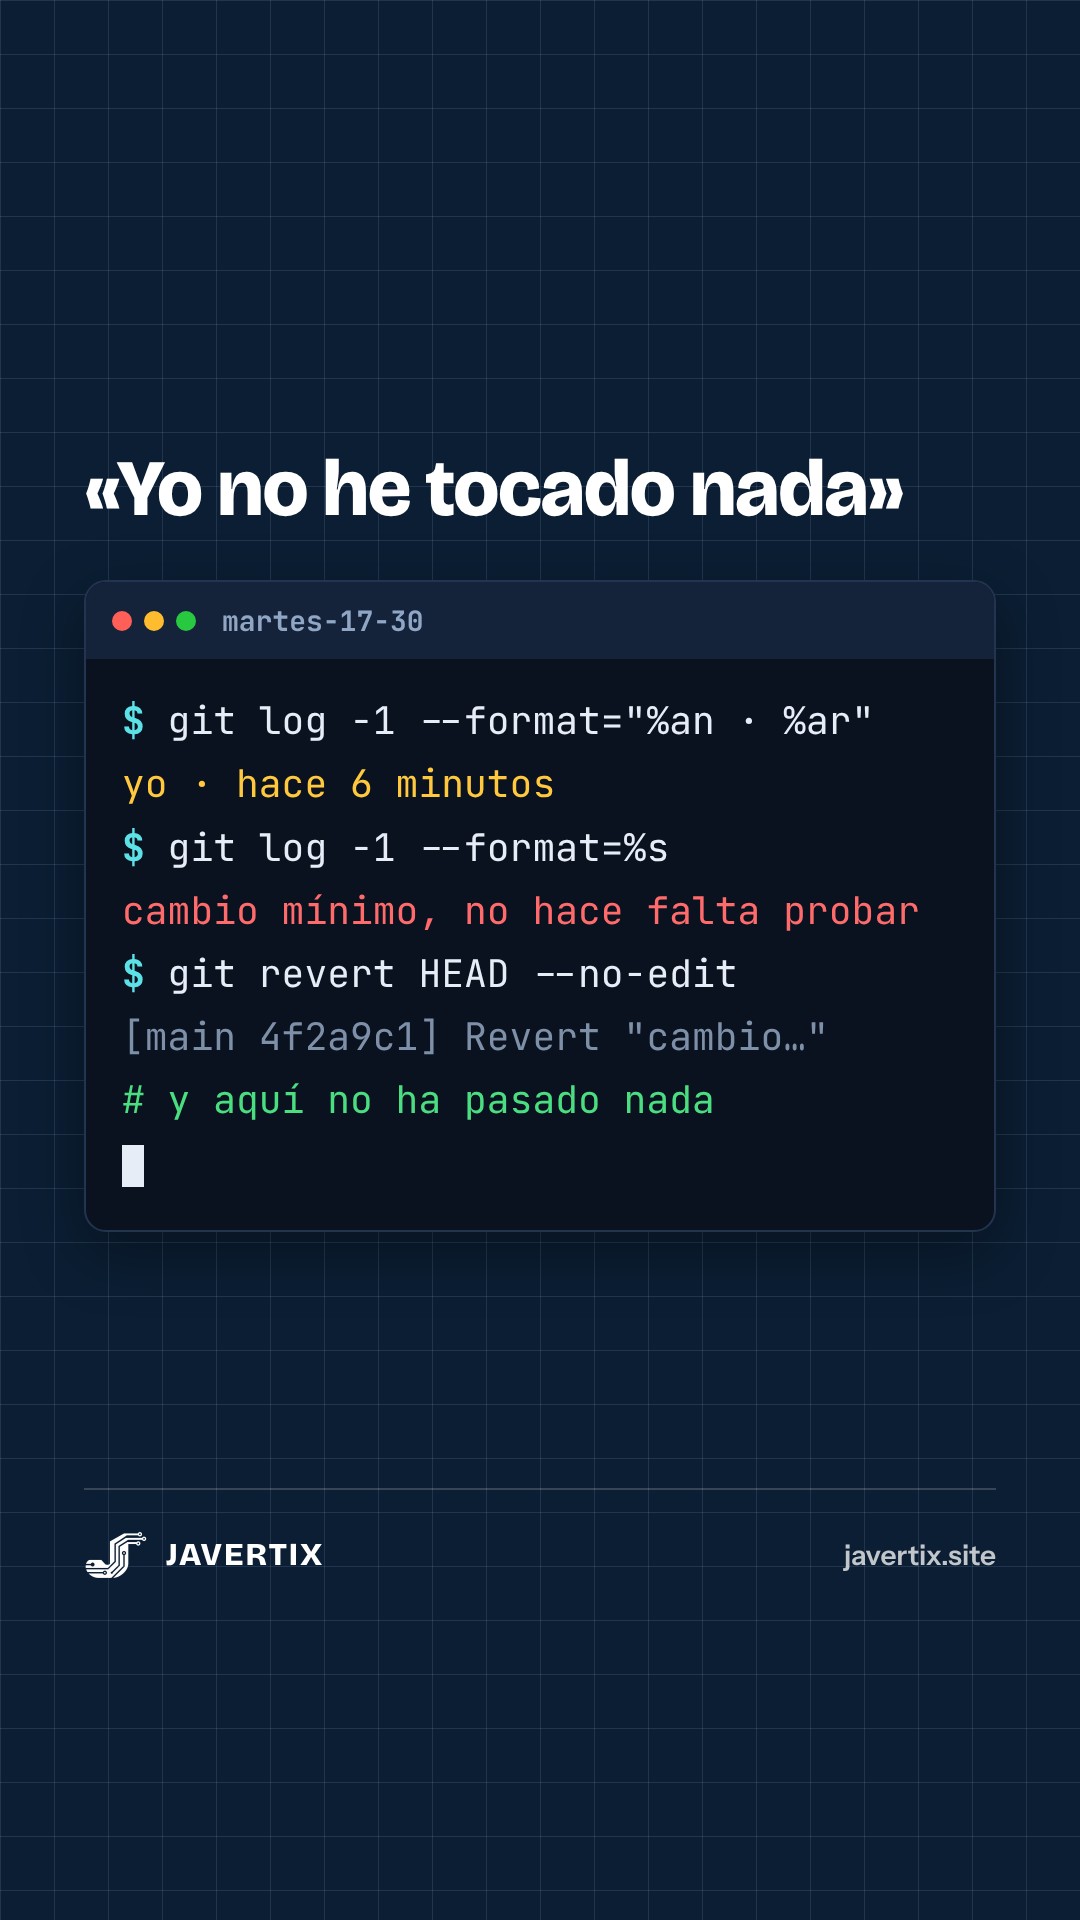 «Yo no he tocado nada»
martes-17-30
$ git log -1 --format="%an · %ar"
yo · hace 6 minutos
$ git log -1 --format=%s
cambio mínimo, no hace falta probar
$ git revert HEAD --no-edit
[main 4f2a9c1] Revert "cambio…"
# y aquí no ha pasado nada
JAVERTIX
javertix.site